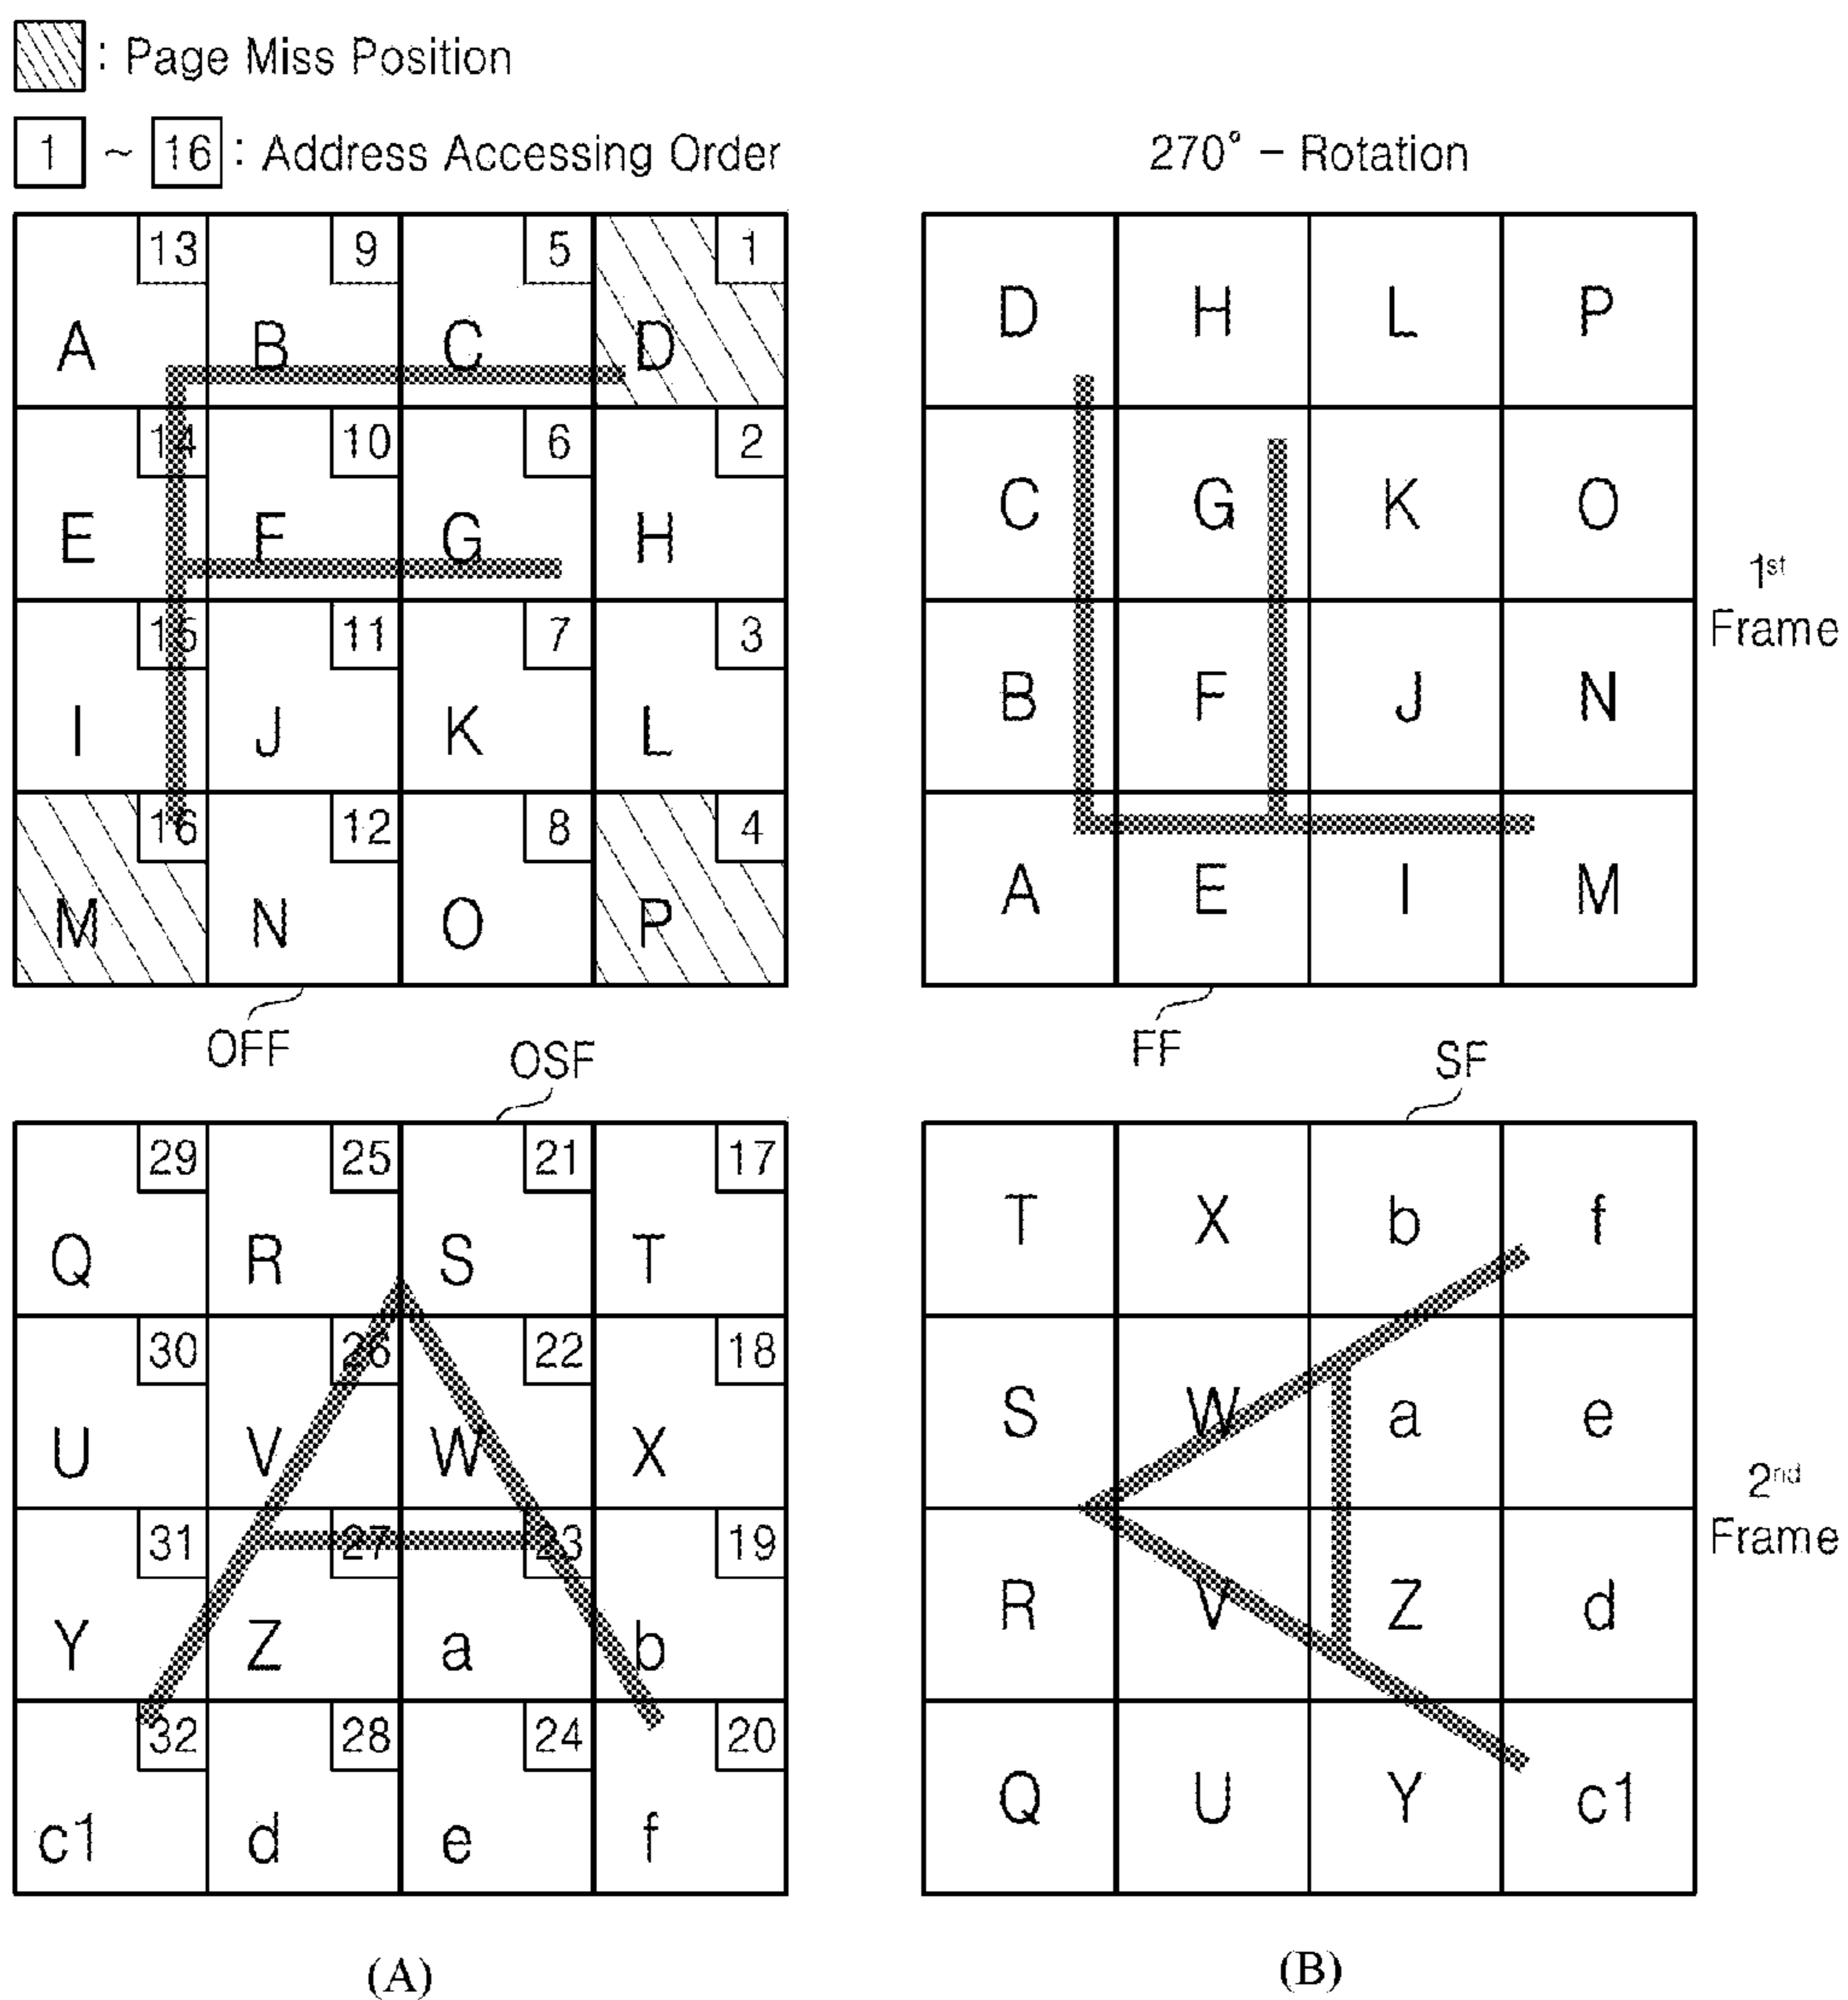 : Page Miss Position
1 ~ 16 : Address Accessing Order
270° - Rotation
13 9 5 1
A B C D
14 10 6 2
E F G H
15 11 7 3
I J K L
16 12 8 4
M N O P
OFF
D H L P
C G K O
B F J N
A E I M
1st
Frame
FF
OSF
29 25 21 17
Q R S T
30 26 22 18
U V W X
31 27 23 19
Y Z a b
32 28 24 20
c1 d e f
(A)
SF
T X b f
S W a e
R V Z d
Q U Y c1
2nd
Frame
(B)